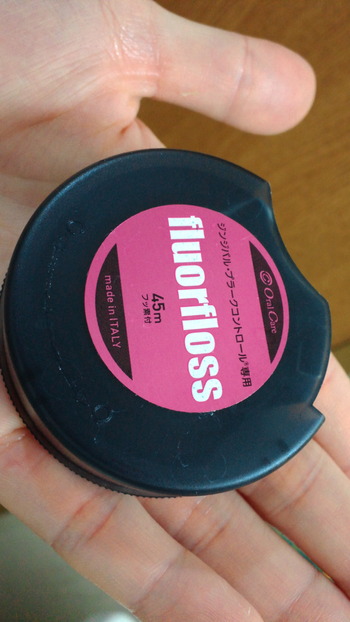 Oral Care
ジンジバル・プラークコントロール®専用
fluorfloss
45m
フッ素付
made in ITALY